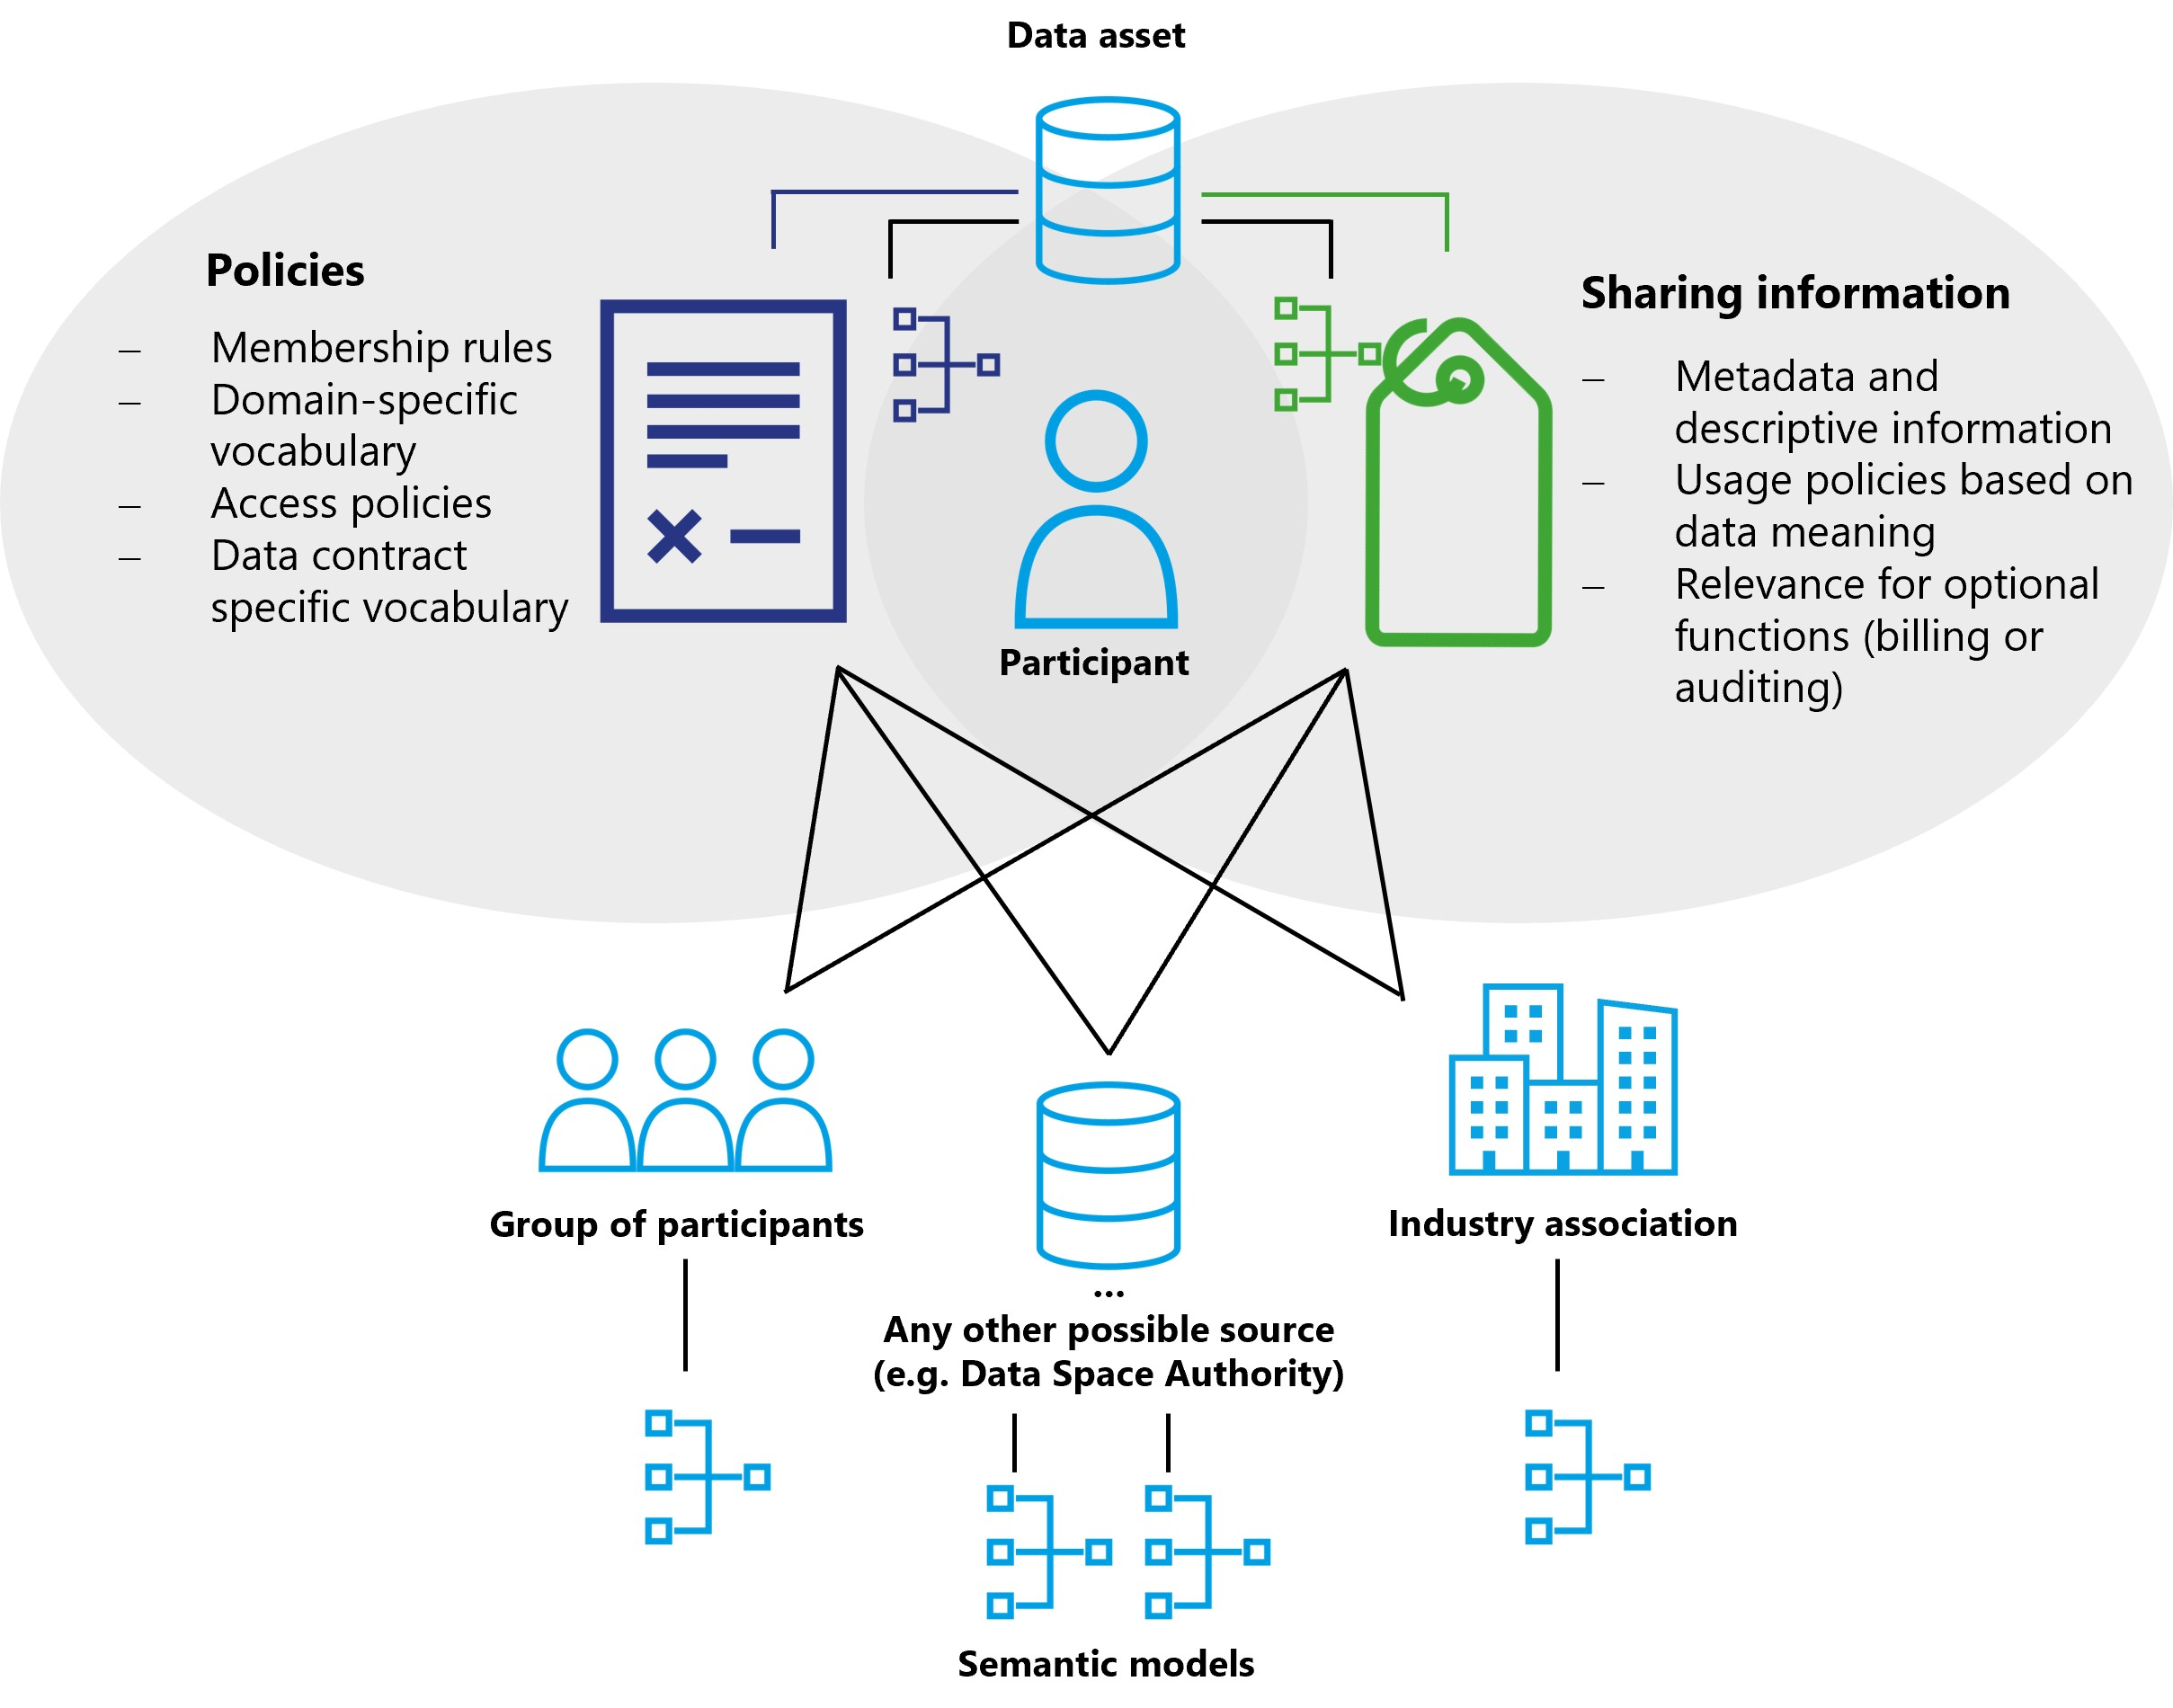 Data asset
Policies
– Membership rules
– Domain-specific
vocabulary
– Access policies
– Data contract
specific vocabulary
Participant
Sharing information
– Metadata and
descriptive information
– Usage policies based on
data meaning
– Relevance for optional
functions (billing or
auditing)
Group of participants
...
Any other possible source
(e.g. Data Space Authority)
Industry association
Semantic models